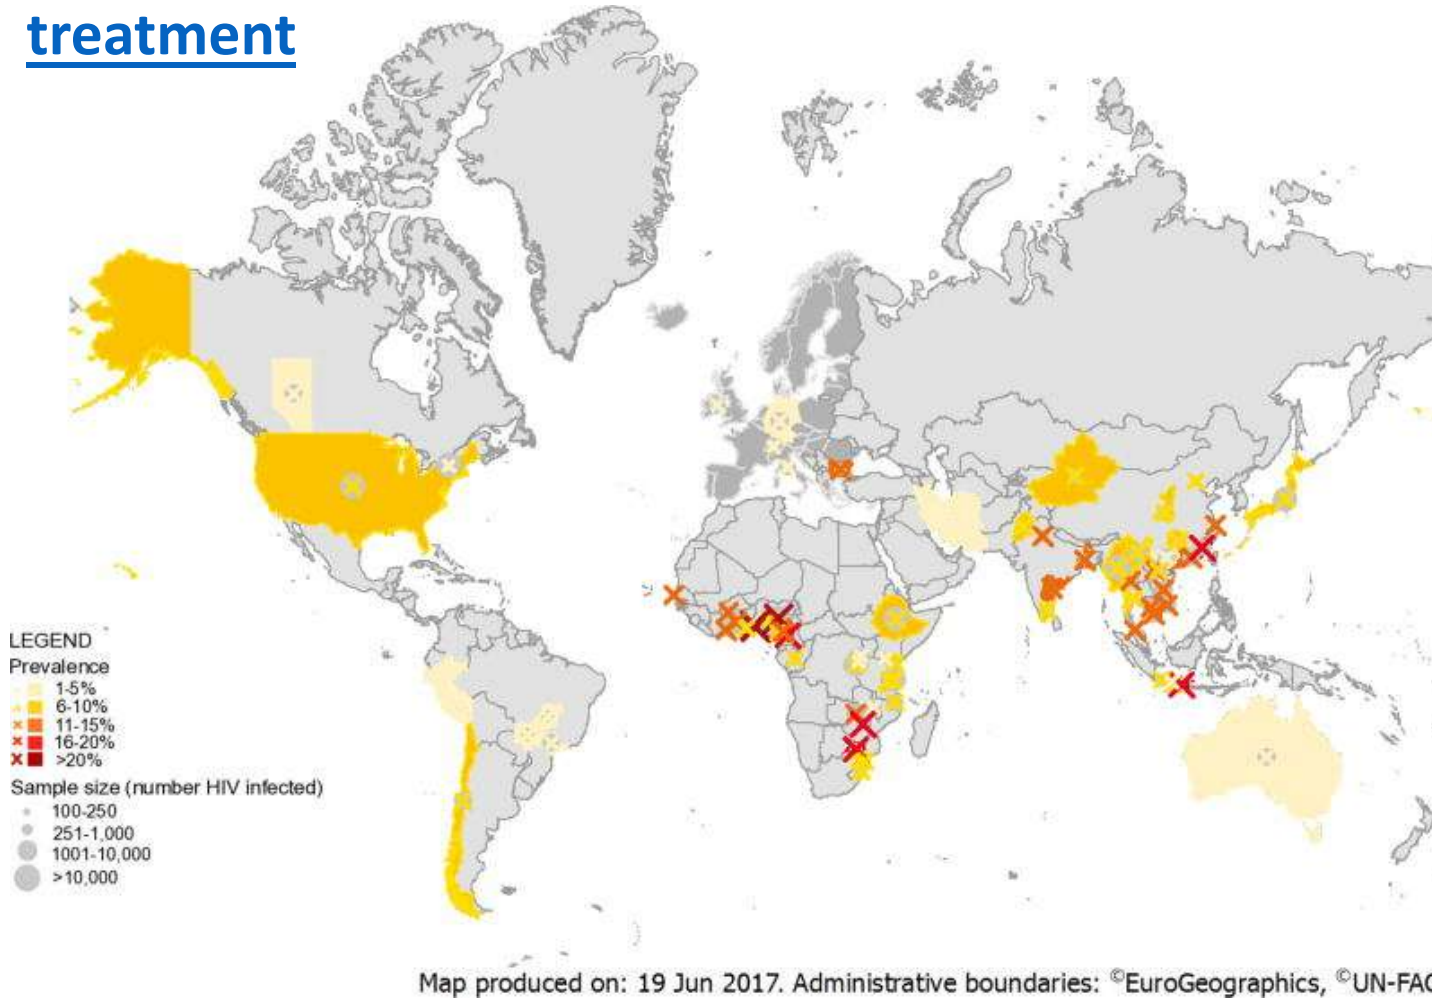 treatment
LEGEND
Prevalence
1-5%
6-10%
11-15%
16-20%
>20%
Sample size (number HIV infected)
100-250
251-1,000
1001-10,000
>10,000
Map produced on: 19 Jun 2017. Administrative boundaries: ©EuroGeographics, ©UN-FAO